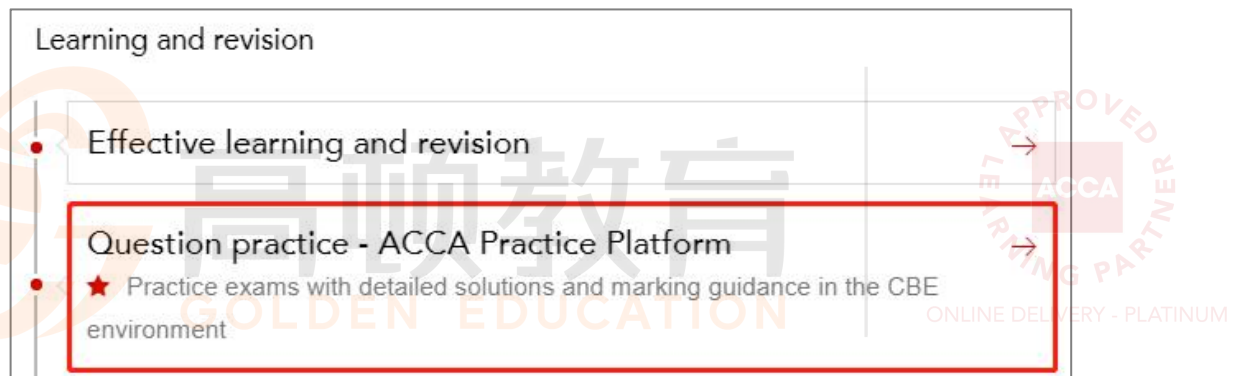 Learning and revision
Effective learning and revision
Question practice - ACCA Practice Platform
Practice exams with detailed solutions and marking guidance in the CBE
environment
高顿教育
GOLDEN EDUCATION
APPROVED
LEARNING PARTNER
ACCA
ONLINE DELIVERY - PLATINUM